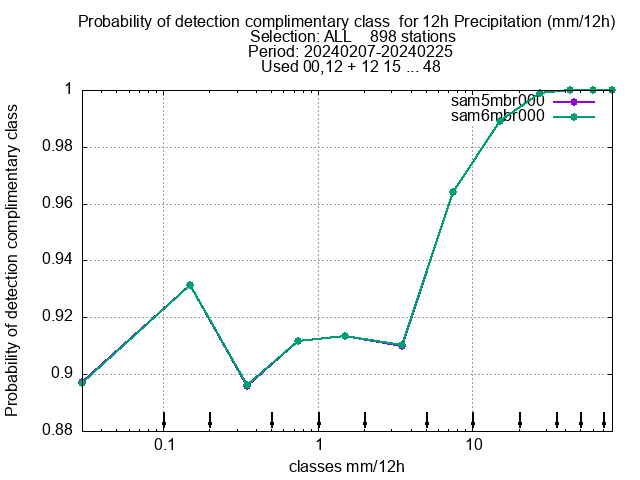 Probability of detection complimentary class  for 12h Precipitation (mm/12h)
Selection: ALL    898 stations
Period: 20240207-20240225
Used 00,12 + 12 15 ... 48
sam5mbr000
sam6mbr000
1
0.98
0.96
0.94
0.92
0.9
0.88
Probability of detection complimentary class
0.1
1
10
classes mm/12h